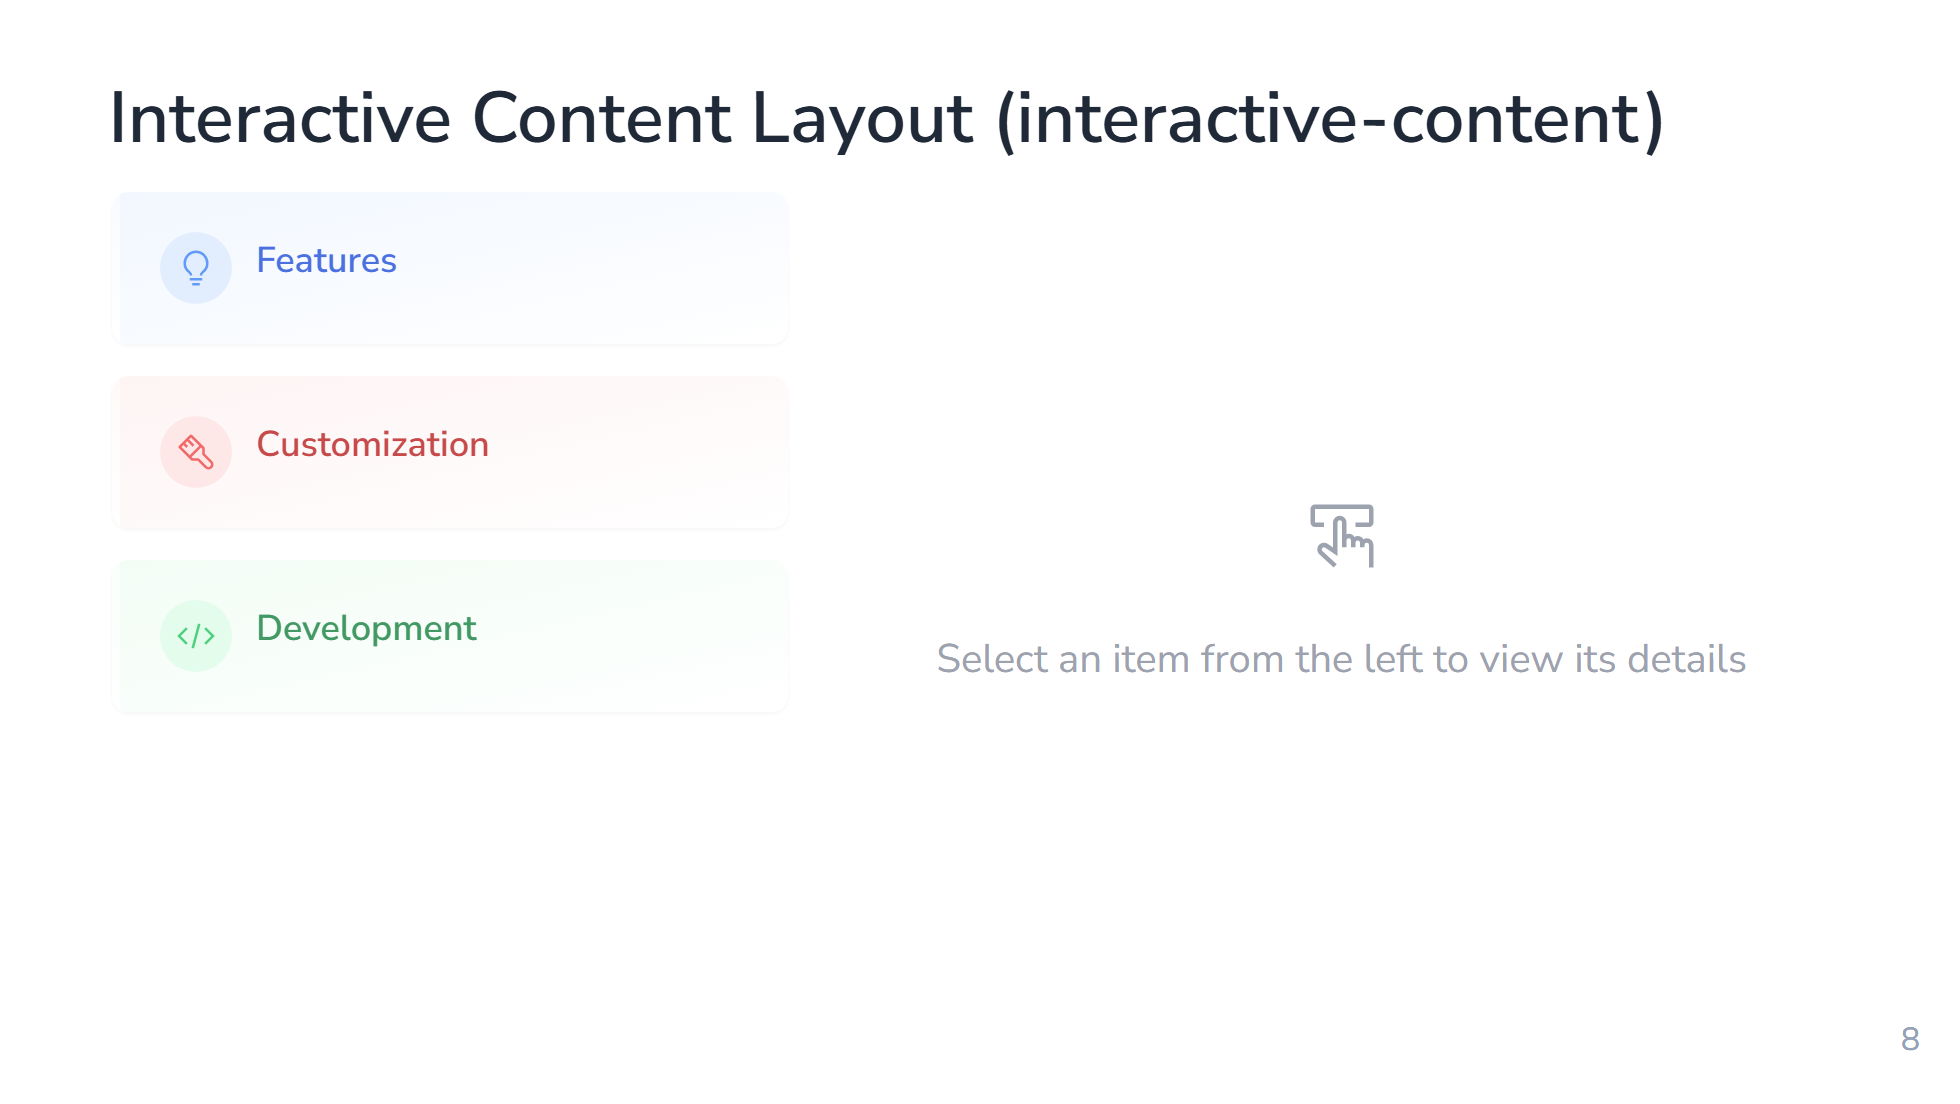 Interactive Content Layout (interactive-content)
Features
Customization
Development
Select an item from the left to view its details
8